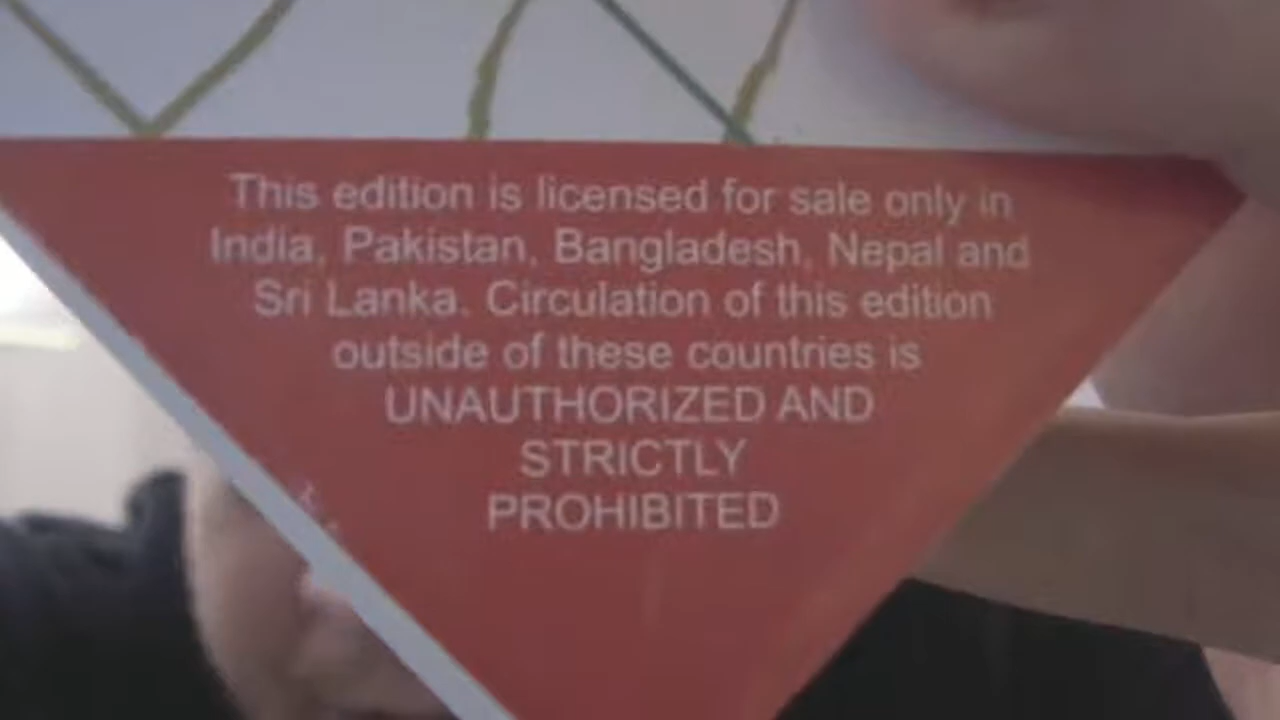 This edition is licensed for sale only in
India, Pakistan, Bangladesh, Nepal and
Sri Lanka. Circulation of this edition
outside of these countries is
UNAUTHORIZED AND
STRICTLY
PROHIBITED